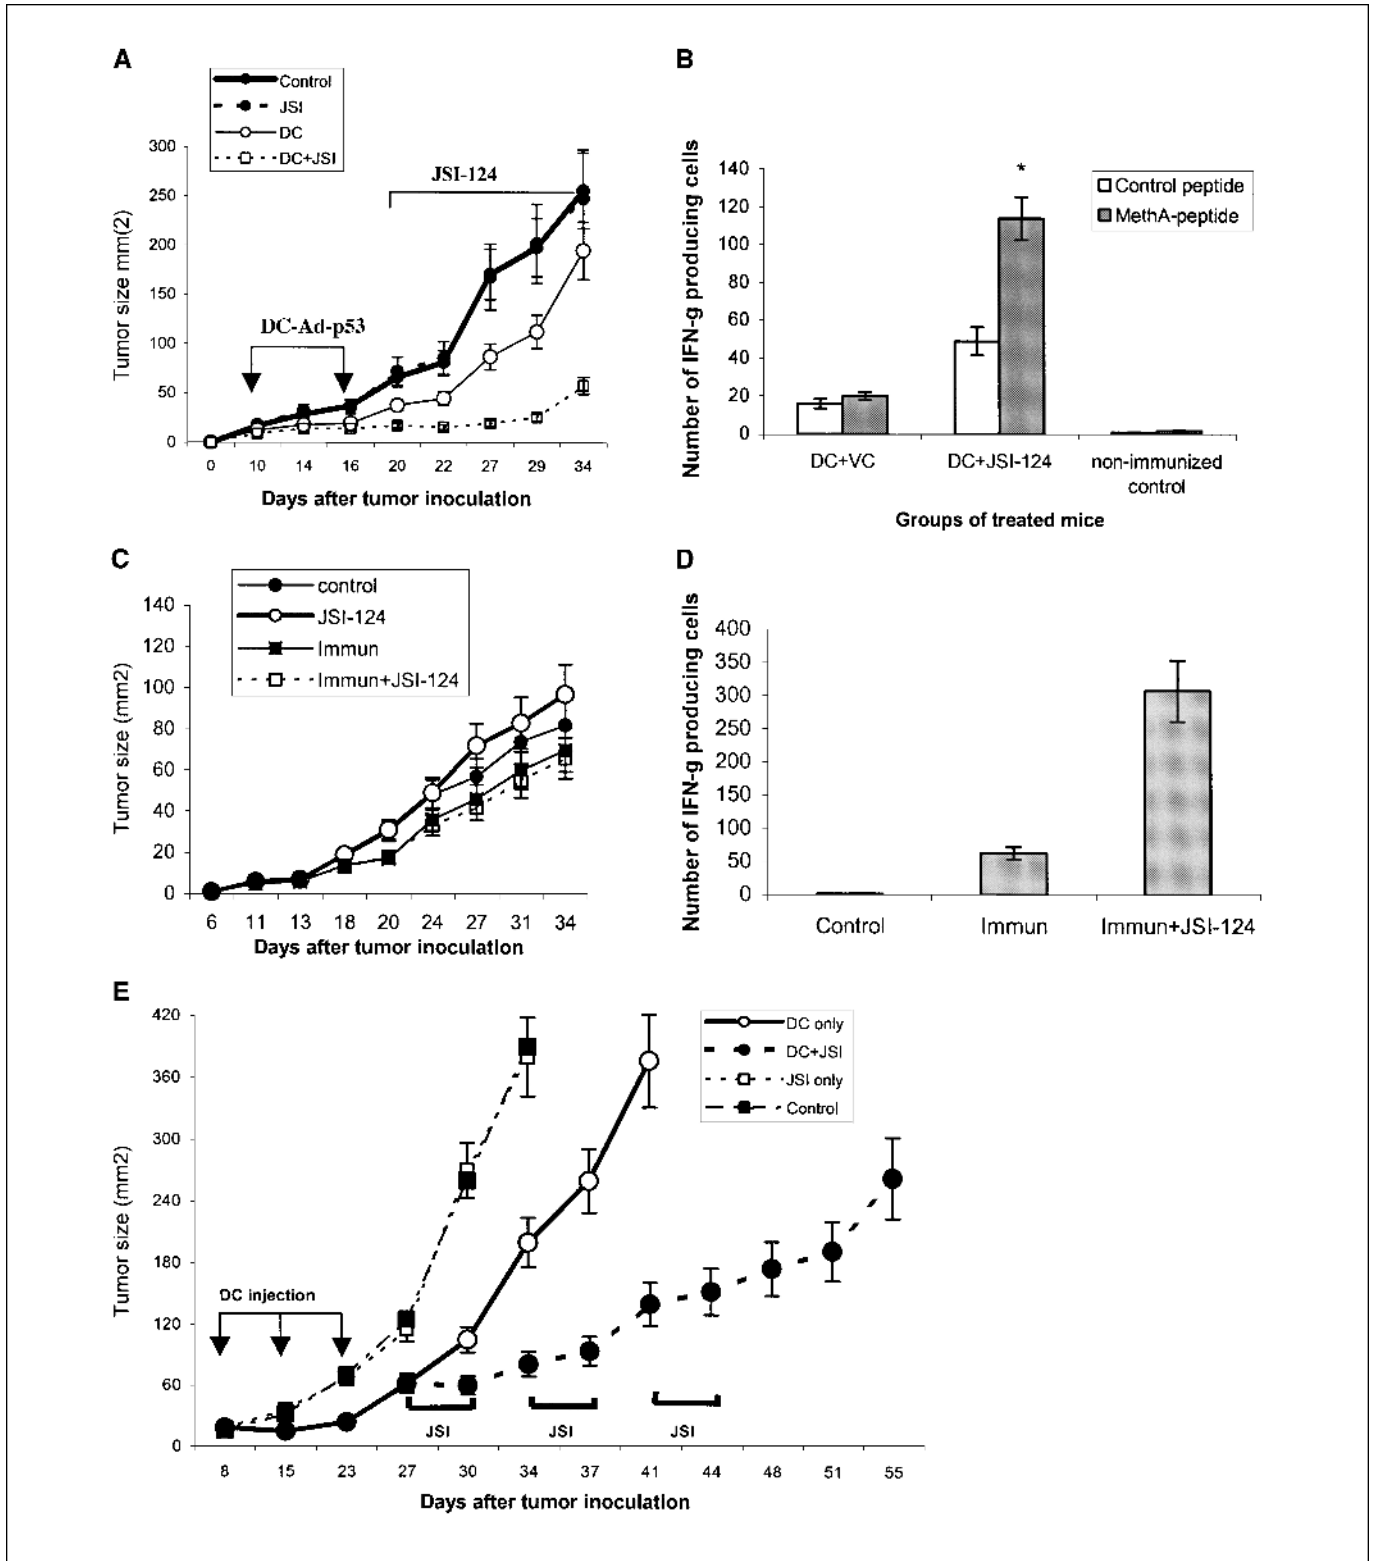 A
Control
JSI
DC
DC+JSI
Tumor size mm(2)
300
250
200
150
100
50
0
JSI-124
DC-Ad-p53
0 10 14 16 20 22 27 29 34
Days after tumor inoculation
B
Number of IFN-g producing cells
140
120
100
80
60
40
20
0
*
Control peptide
MethA-peptide
DC+VC DC+JSI-124 non-immunized
control
Groups of treated mice
C
control
JSI-124
Immun
Immun+JSI-124
Tumor size (mm2)
140
120
100
80
60
40
20
0
6 11 13 18 20 24 27 31 34
Days after tumor inoculation
D
Number of IFN-g producing cells
400
350
300
250
200
150
100
50
0
Control Immun Immun+JSI-124
E
DC only
DC+JSI
JSI only
Control
Tumor size (mm2)
420
360
300
240
180
120
60
0
DC injection
JSI JSI JSI
8 15 23 27 30 34 37 41 44 48 51 55
Days after tumor inoculation